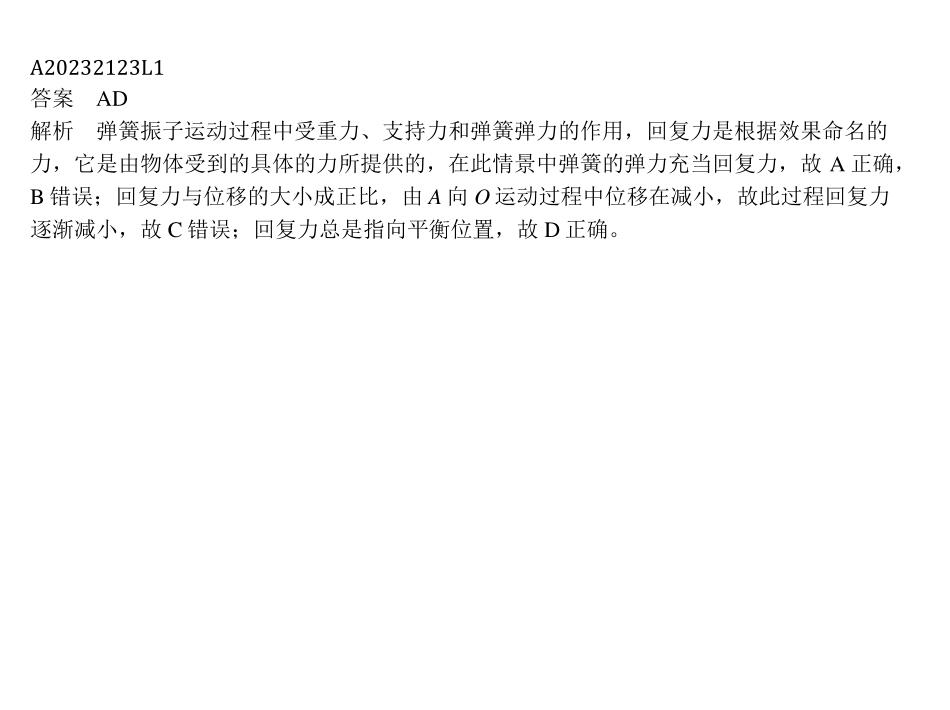 A20232123L1
答案　AD
解析　弹簧振子运动过程中受重力、支持力和弹簧弹力的作用，回复力是根据效果命名的
力，它是由物体受到的具体的力所提供的，在此情景中弹簧的弹力充当回复力，故 A 正确，
B 错误；回复力与位移的大小成正比，由 A 向 O 运动过程中位移在减小，故此过程回复力
逐渐减小，故 C 错误；回复力总是指向平衡位置，故 D 正确。